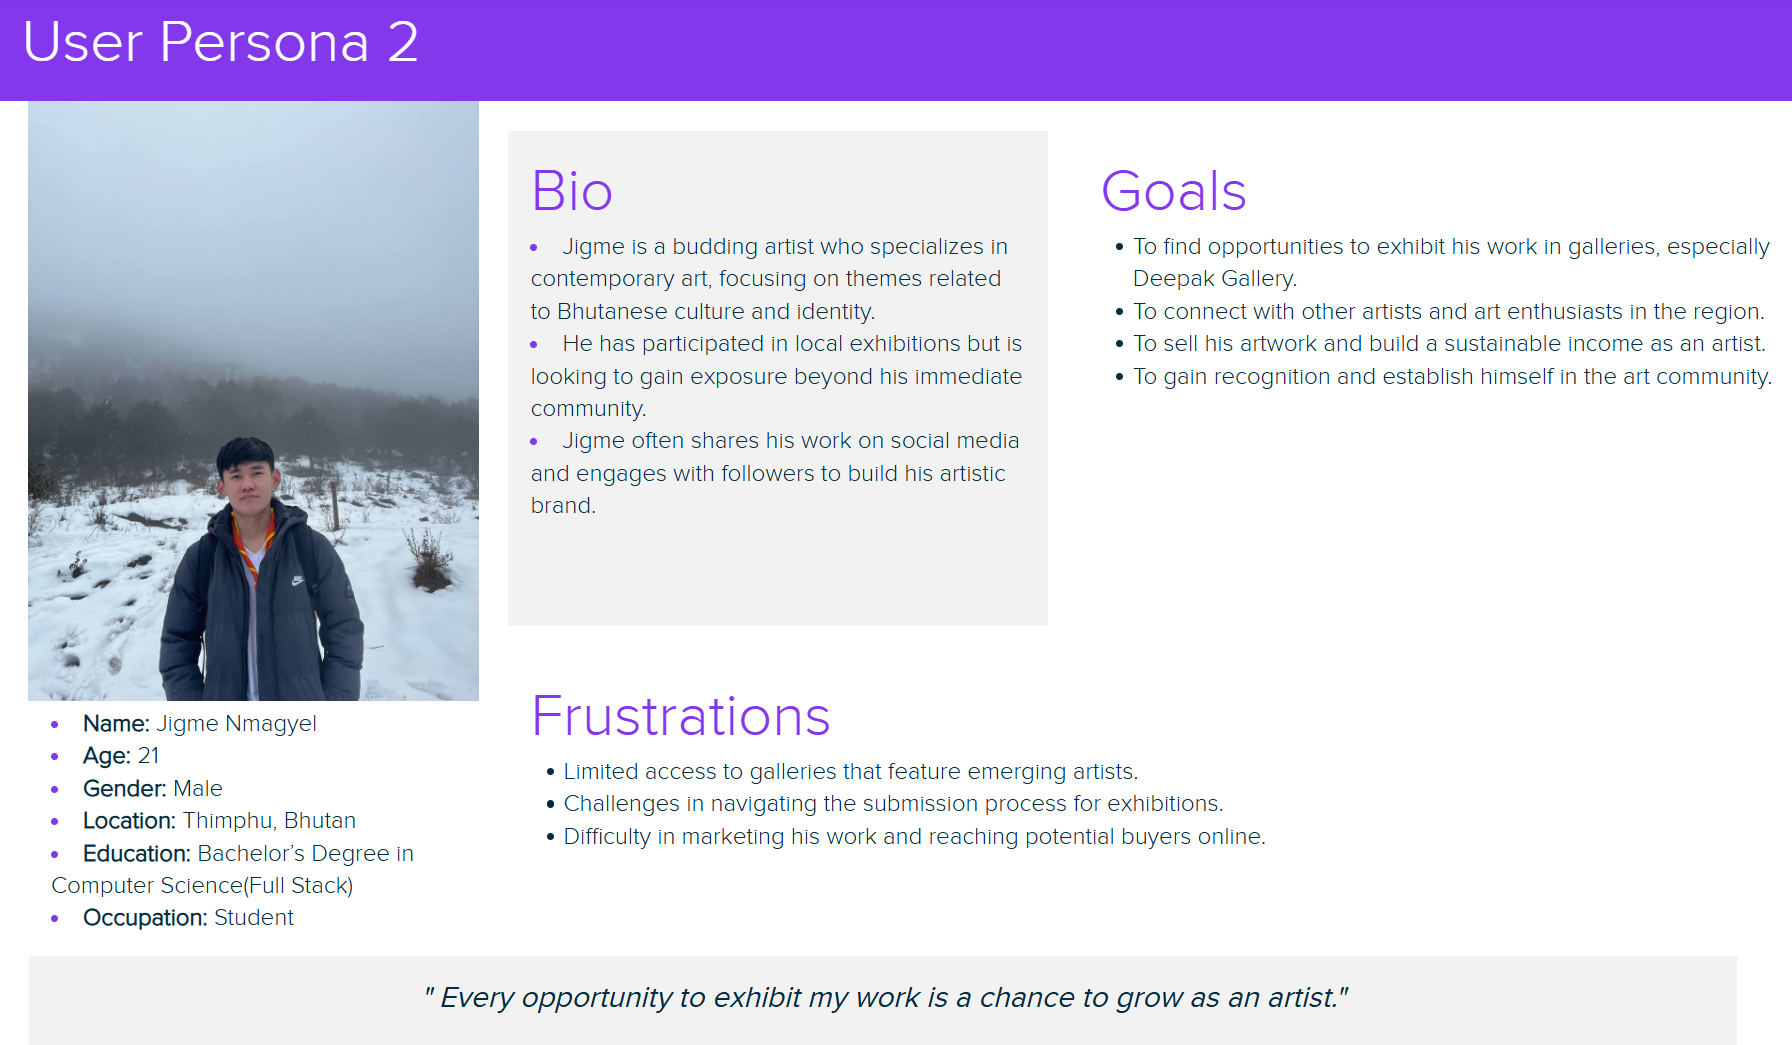 User Persona 2
Bio
• Jigme is a budding artist who specializes in
contemporary art, focusing on themes related
to Bhutanese culture and identity.
• He has participated in local exhibitions but is
looking to gain exposure beyond his immediate
community.
• Jigme often shares his work on social media
and engages with followers to build his artistic
brand.
Goals
• To find opportunities to exhibit his work in galleries, especially
Deepak Gallery.
• To connect with other artists and art enthusiasts in the region.
• To sell his artwork and build a sustainable income as an artist.
• To gain recognition and establish himself in the art community.
• Name: Jigme Nmagyel
• Age: 21
• Gender: Male
• Location: Thimphu, Bhutan
• Education: Bachelor’s Degree in
Computer Science(Full Stack)
• Occupation: Student
Frustrations
• Limited access to galleries that feature emerging artists.
• Challenges in navigating the submission process for exhibitions.
• Difficulty in marketing his work and reaching potential buyers online.
" Every opportunity to exhibit my work is a chance to grow as an artist."